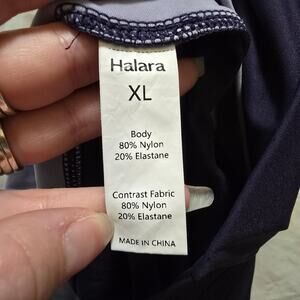 Halara
XL
Body
80% Nylon
20% Elastane
Contrast Fabric
80% Nylon
20% Elastane
MADE IN CHINA